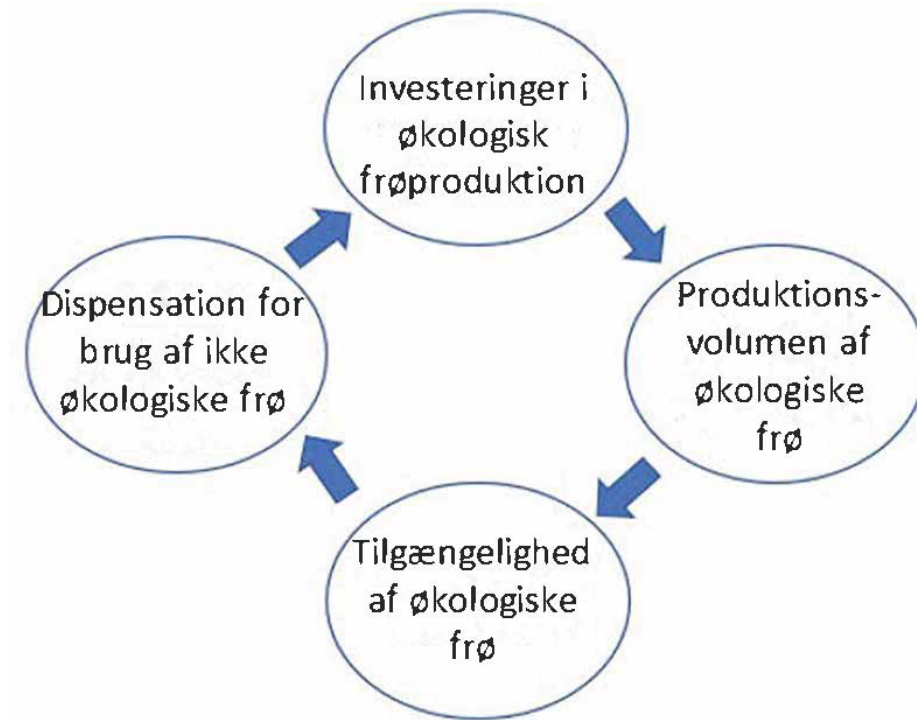 Investeringer i
økologisk
frøproduktion
Produktions-
volumen af
økologiske
frø
Tilgængelighed
af økologiske
frø
Dispensation for
brug af ikke
økologiske frø